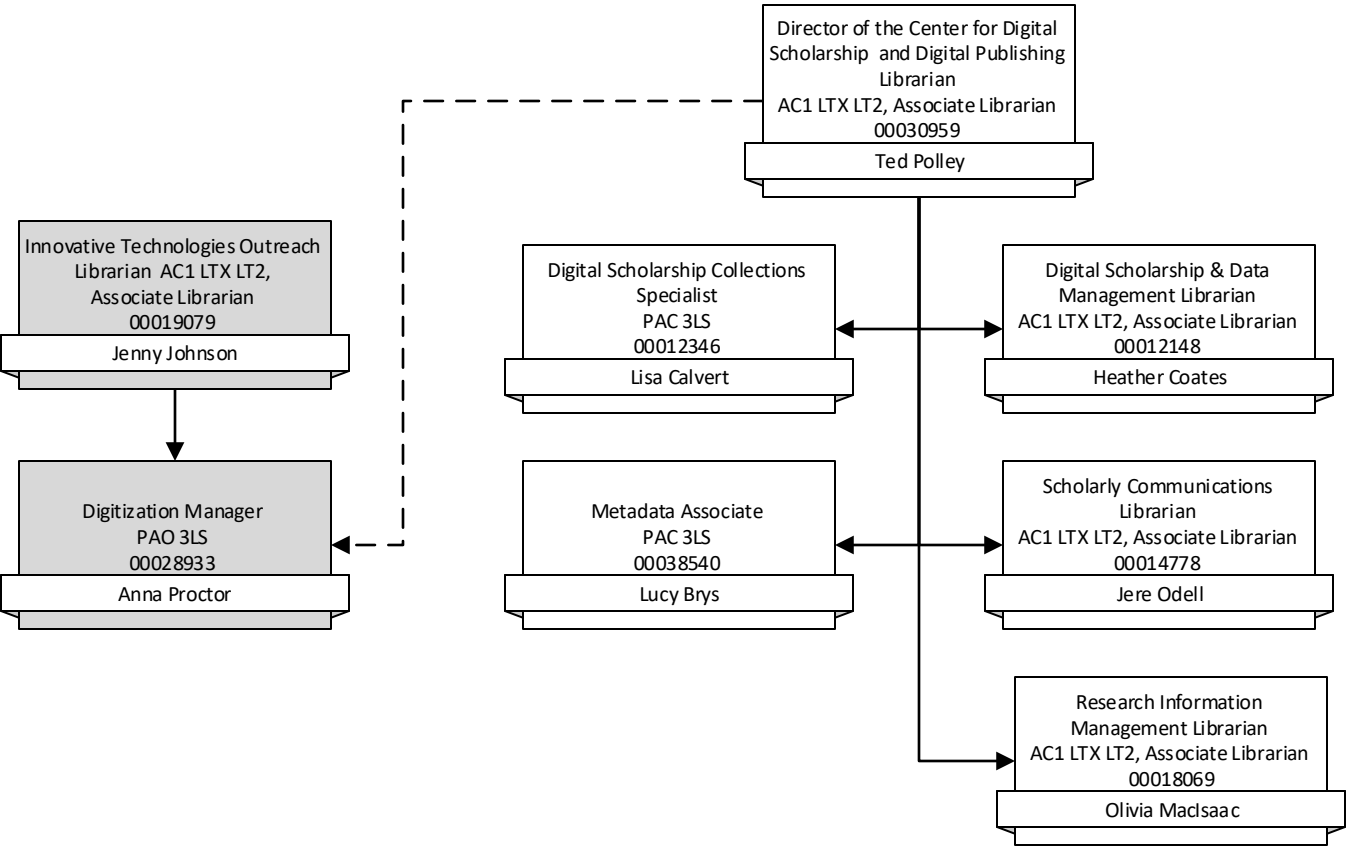 Director of the Center for Digital
Scholarship and Digital Publishing
Librarian
AC1 LTX LT2, Associate Librarian
00030959
Ted Polley
Innovative Technologies Outreach
Librarian AC1 LTX LT2,
Associate Librarian
00019079
Jenny Johnson
Digital Scholarship Collections
Specialist
PAC 3LS
00012346
Lisa Calvert
Digital Scholarship & Data
Management Librarian
AC1 LTX LT2, Associate Librarian
00012148
Heather Coates
Digitization Manager
PAO 3LS
00028933
Anna Proctor
Metadata Associate
PAC 3LS
00038540
Lucy Brys
Scholarly Communications
Librarian
AC1 LTX LT2, Associate Librarian
00014778
Jere Odell
Research Information
Management Librarian
AC1 LTX LT2, Associate Librarian
00018069
Olivia MacIsaac